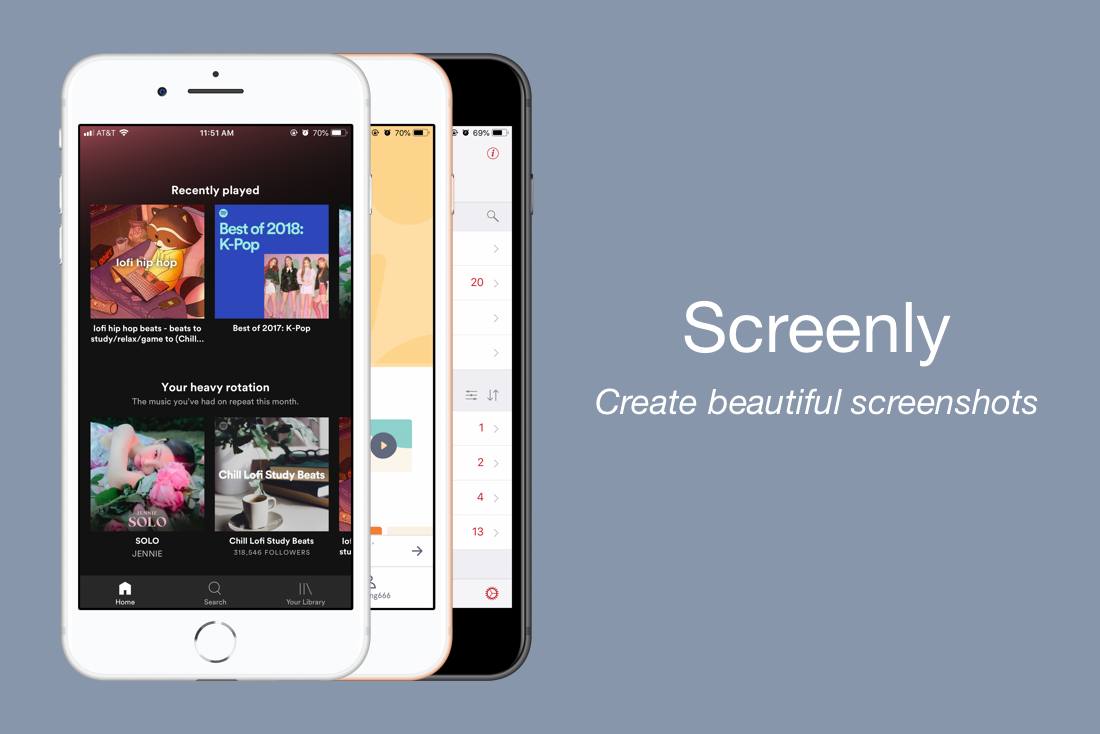 AT&T 11:51 AM 70%
Recently played
lofi hip hop
Best of 2018:
K-Pop
lofi hip hop beats - beats to
study/relax/game to (Chill...
Best of 2017: K-Pop
Your heavy rotation
The music you've had on repeat this month.
JENNIE
SOLO
Chill Lofi Study Beats
SOLO
JENNIE
Chill Lofi Study Beats
318,546 FOLLOWERS
lof
stu
Home
Search
Your Library
70%
ng666
69%
i
20
1
2
4
13
Screenly
Create beautiful screenshots